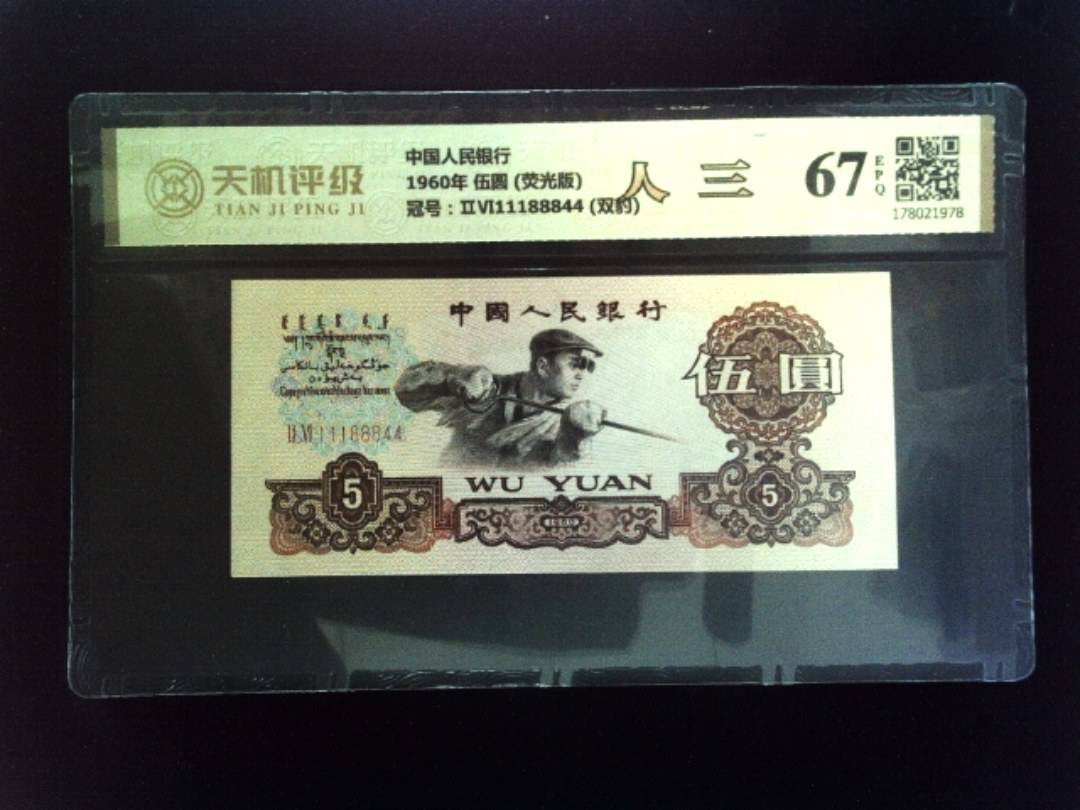 天机评级
TIAN JI PING JI
中国人民银行
1960年 伍圆 (荧光版)
冠号：ⅡⅥ11188844 (双豹)
人 三
67
EPQ
178021978
中國人民銀行
伍圓
ⅡⅥ11188844
5
WU YUAN
5
1960